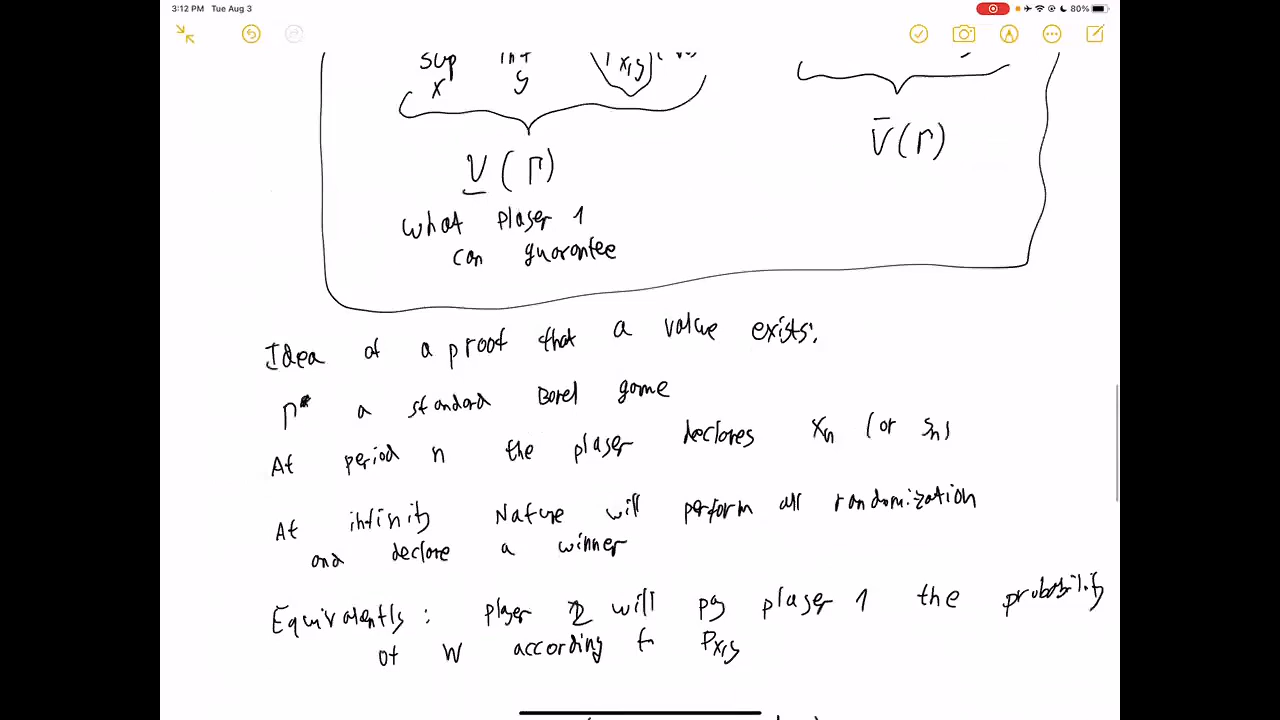 3:12 PM Tue Aug 3
80%
sup inf
x y
V (Γ)
V̄ (Γ)
what player 1
can guarantee
Idea of a proof that a value exists:
Γ* a standard Borel game
At period n the player declares xn (or sn)
At infinity Nature will perform all randomization
and declare a winner
Equivalently: player 2 will pay player 1 the probability
of W according to Px,y